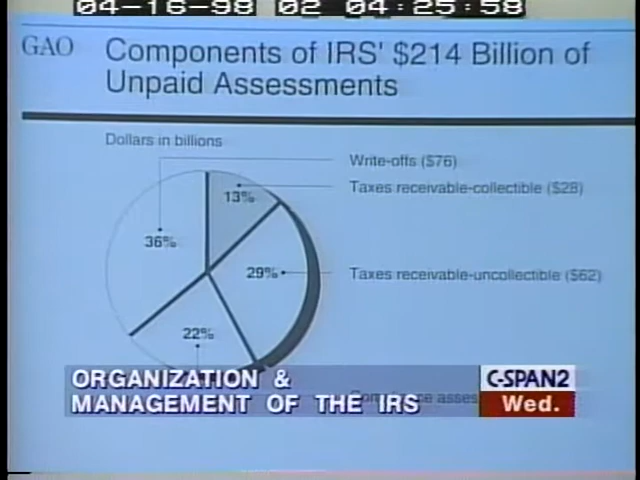 04-16-98 02 04:25:58
GAO
Components of IRS' $214 Billion of
Unpaid Assessments
Dollars in billions
Write-offs ($76)
Taxes receivable-collectible ($28)
13%
36%
29%
Taxes receivable-uncollectible ($62)
22%
ORGANIZATION &
MANAGEMENT OF THE IRS
C-SPAN2
Wed.